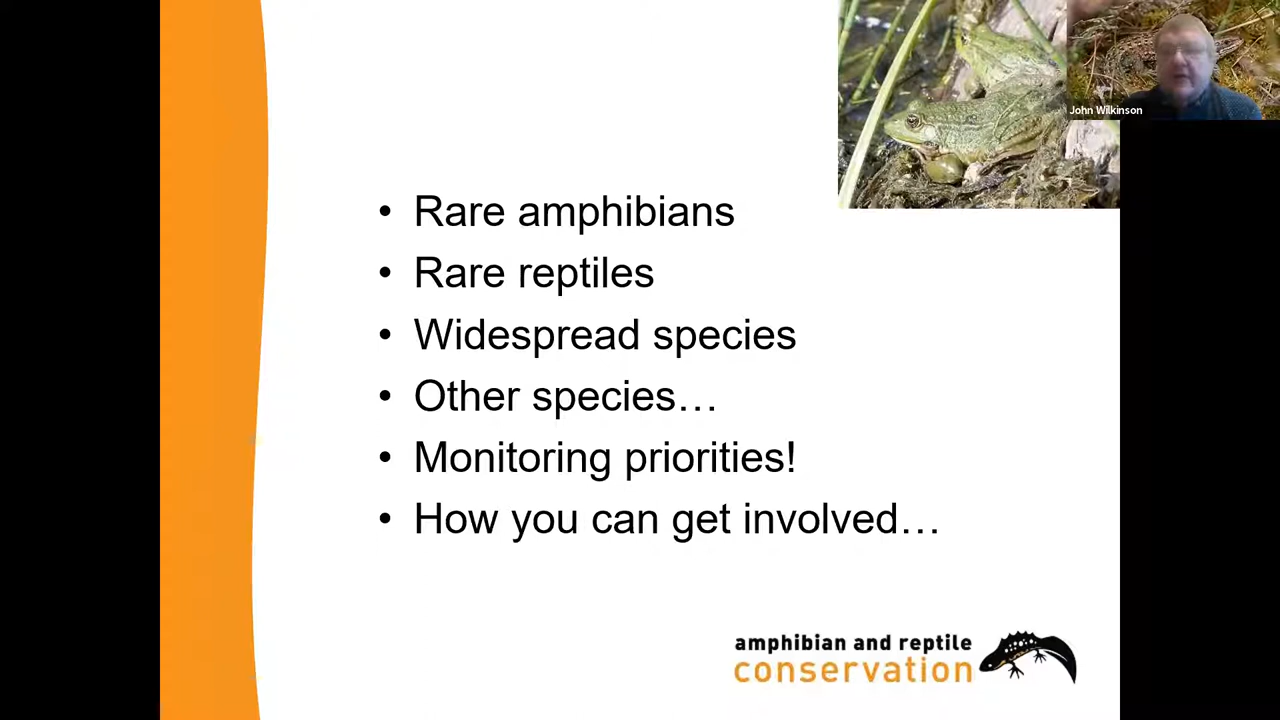 John Wilkinson
• Rare amphibians
• Rare reptiles
• Widespread species
• Other species…
• Monitoring priorities!
• How you can get involved…
amphibian and reptile
conservation